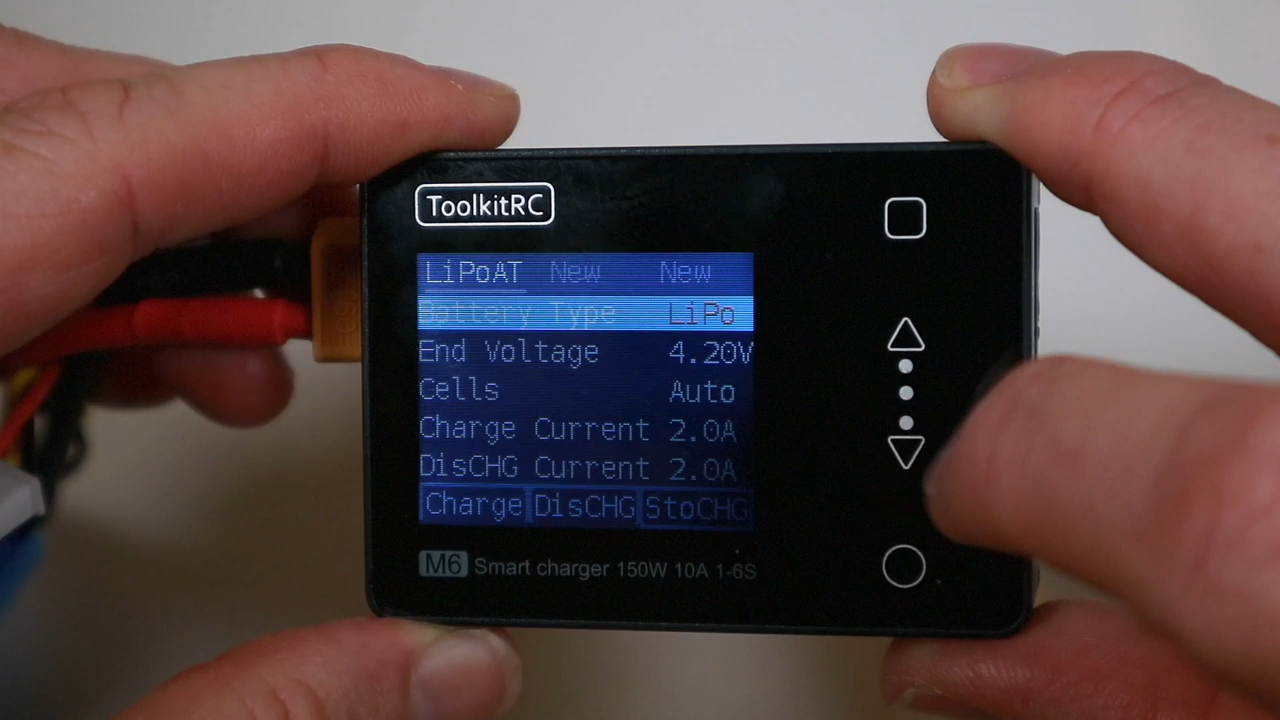 ToolkitRC
LiPoAT New New
Battery Type LiPo
End Voltage 4.20V
Cells Auto
Charge Current 2.0A
DisCHG Current 2.0A
Charge DisCHG StoCHG
M6 Smart charger 150W 10A 1-6S